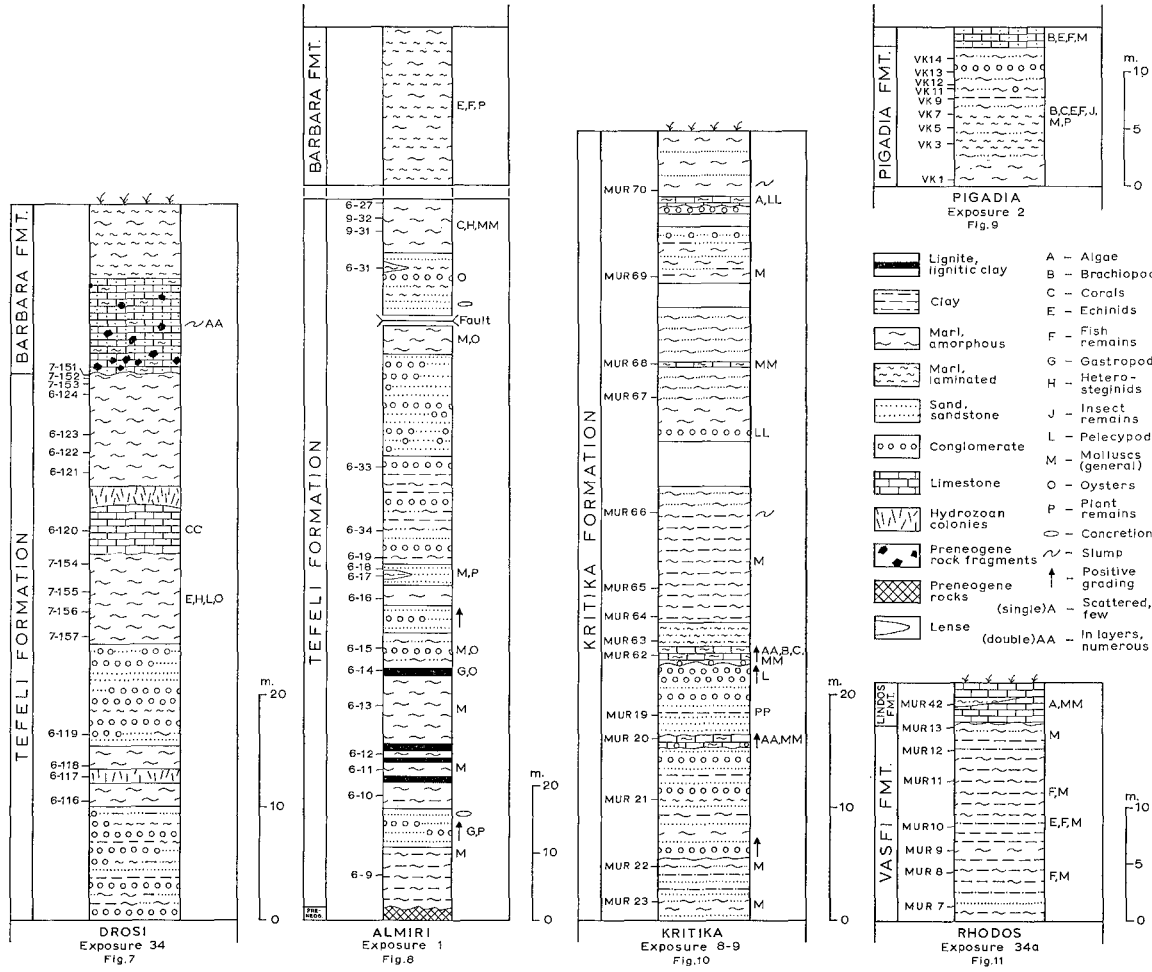 BARBARA FMT.
TEFELI FORMATION
7-151
7-152
7-153
6-124
6-123
6-122
6-121
6-120
7-154
7-155
7-156
7-157
6-119
6-118
6-117
6-116
AA
CC
E,H,L,O
20
10
0
DROSI
Exposure 34
Fig.7
BARBARA FMT.
TEFELI FORMATION
PRE-
NEOG.
6-27
9-32
9-31
6-31
6-33
6-34
6-19
6-18
6-17
6-16
6-15
6-14
6-13
6-12
6-11
6-10
6-9
E,F,P
C,H,MM
O
Fault
M,O
M,P
M,O
G,O
M
M
G,P
M
m.
20
10
0
ALMIRI
Exposure 1
Fig.8
KRITIKA FORMATION
MUR 70
MUR 69
MUR 68
MUR 67
MUR 66
MUR 65
MUR 64
MUR 63
MUR 62
MUR 19
MUR 20
MUR 21
MUR 22
MUR 23
A,LL
M
MM
LL
M
AA,B,C,
MM
L
PP
AA,MM
M
M
m.
20
10
0
KRITIKA
Exposure 8-9
Fig.10
PIGADIA FMT.
VK14
VK13
VK12
VK11
VK9
VK7
VK5
VK3
VK1
B,E,F,M
B,C,E,F,J,
M,P
m.
10
5
0
PIGADIA
Exposure 2
Fig.9
Lignite,
lignitic clay
Clay
Marl,
amorphous
Marl,
laminated
Sand,
sandstone
Conglomerate
Limestone
Hydrozoan
colonies
Preneogene
rock fragments
Preneogene
rocks
Lense
A - Algae
B - Brachiopod
C - Corals
E - Echinids
F - Fish
remains
G - Gastropod
H - Hetero-
steginids
J - Insect
remains
L - Pelecypod
M - Molluscs
(general)
O - Oysters
P - Plant
remains
- Concretion
- Slump
- Positive
grading
(single)A - Scattered,
few
(double)AA - In layers,
numerous
LINDOS
FMT.
VASFI FMT.
MUR 42
MUR 13
MUR 12
MUR 11
MUR 10
MUR 9
MUR 8
MUR 7
A,MM
M
F,M
E,F,M
F,M
m.
10
5
0
RHODOS
Exposure 34a
Fig.11